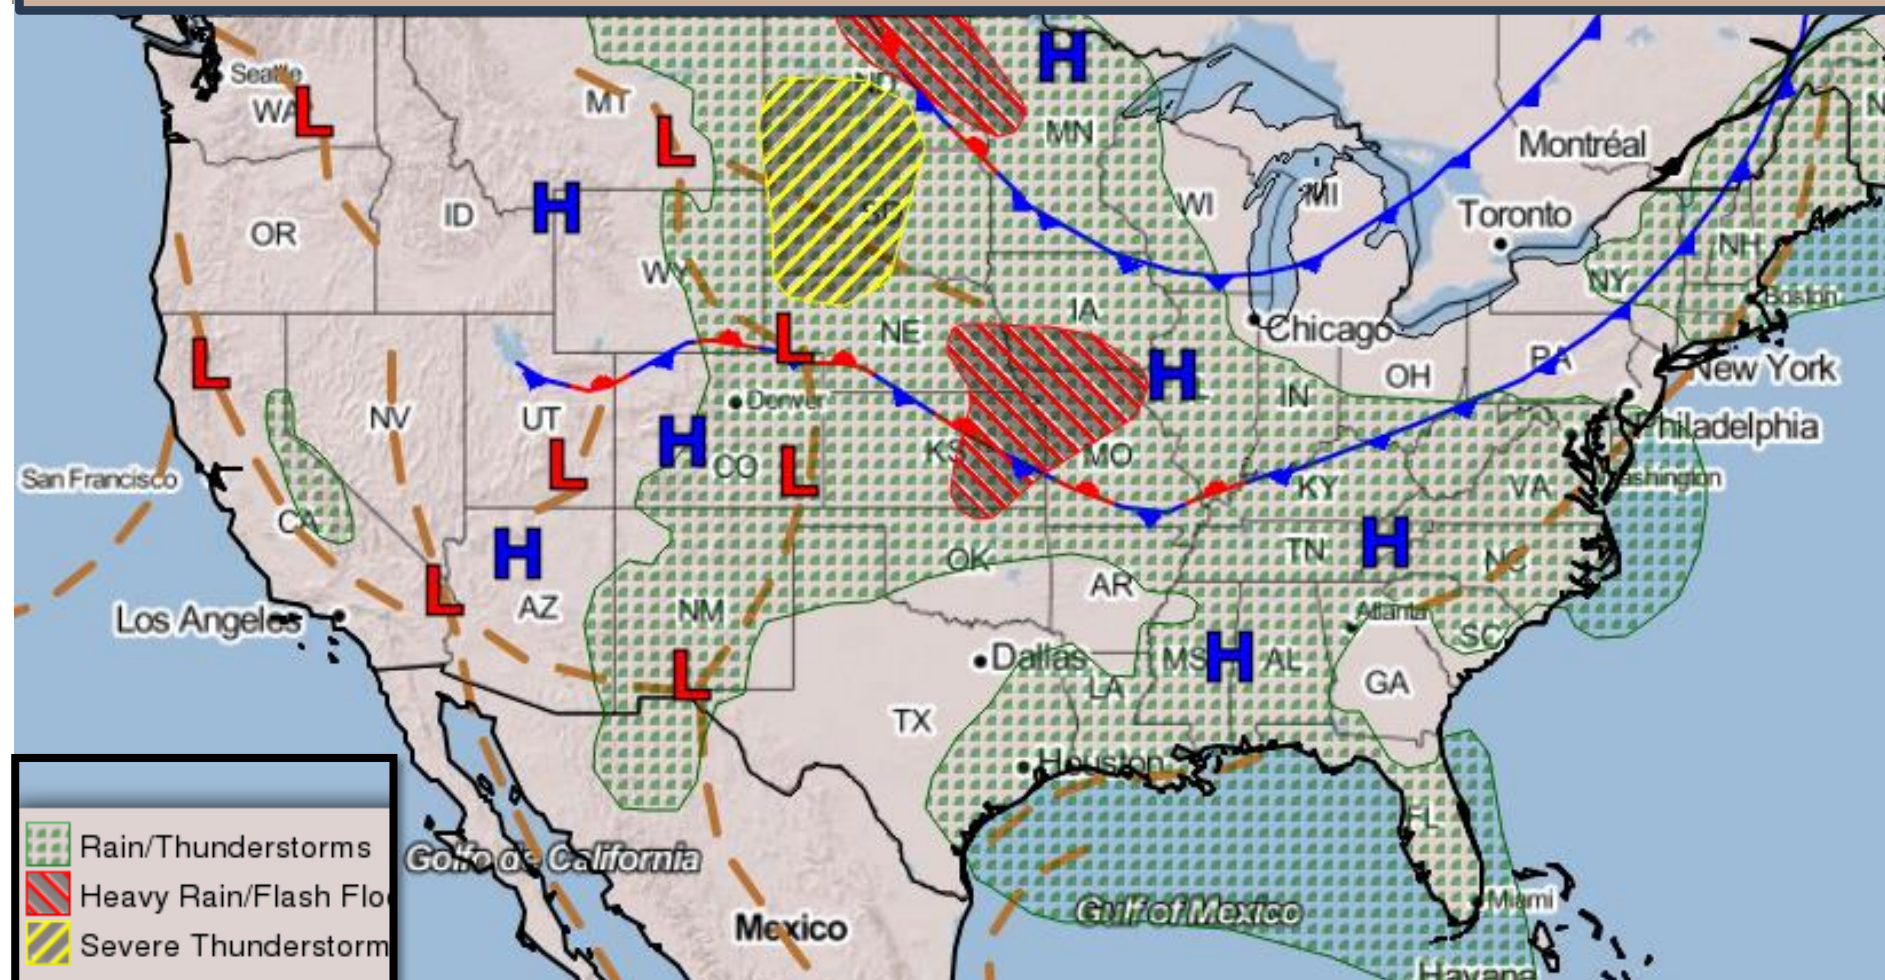 H
ND
Seattle
MT
WA
L
MN
L
Montréal
N
WI
MI
ID
H
SD
Toronto
OR
NH
WY
NY
Boston
IA
NE
L
Chicago
PA
L
New York
OH
H
IN
Denver
NV
UT
Philadelphia
H
KS
MO
CO
L
L
San Francisco
Washington
KY
VA
CA
H
H
TN
NC
OK
AR
L
AZ
NM
Atlanta
Los Angeles
SC
Dallas
MS
H
AL
L
LA
GA
TX
Houston
FL
Rain/Thunderstorms
Golfo de California
Heavy Rain/Flash Flo
Miami
Gulf of Mexico
Mexico
Severe Thunderstorm
Havana